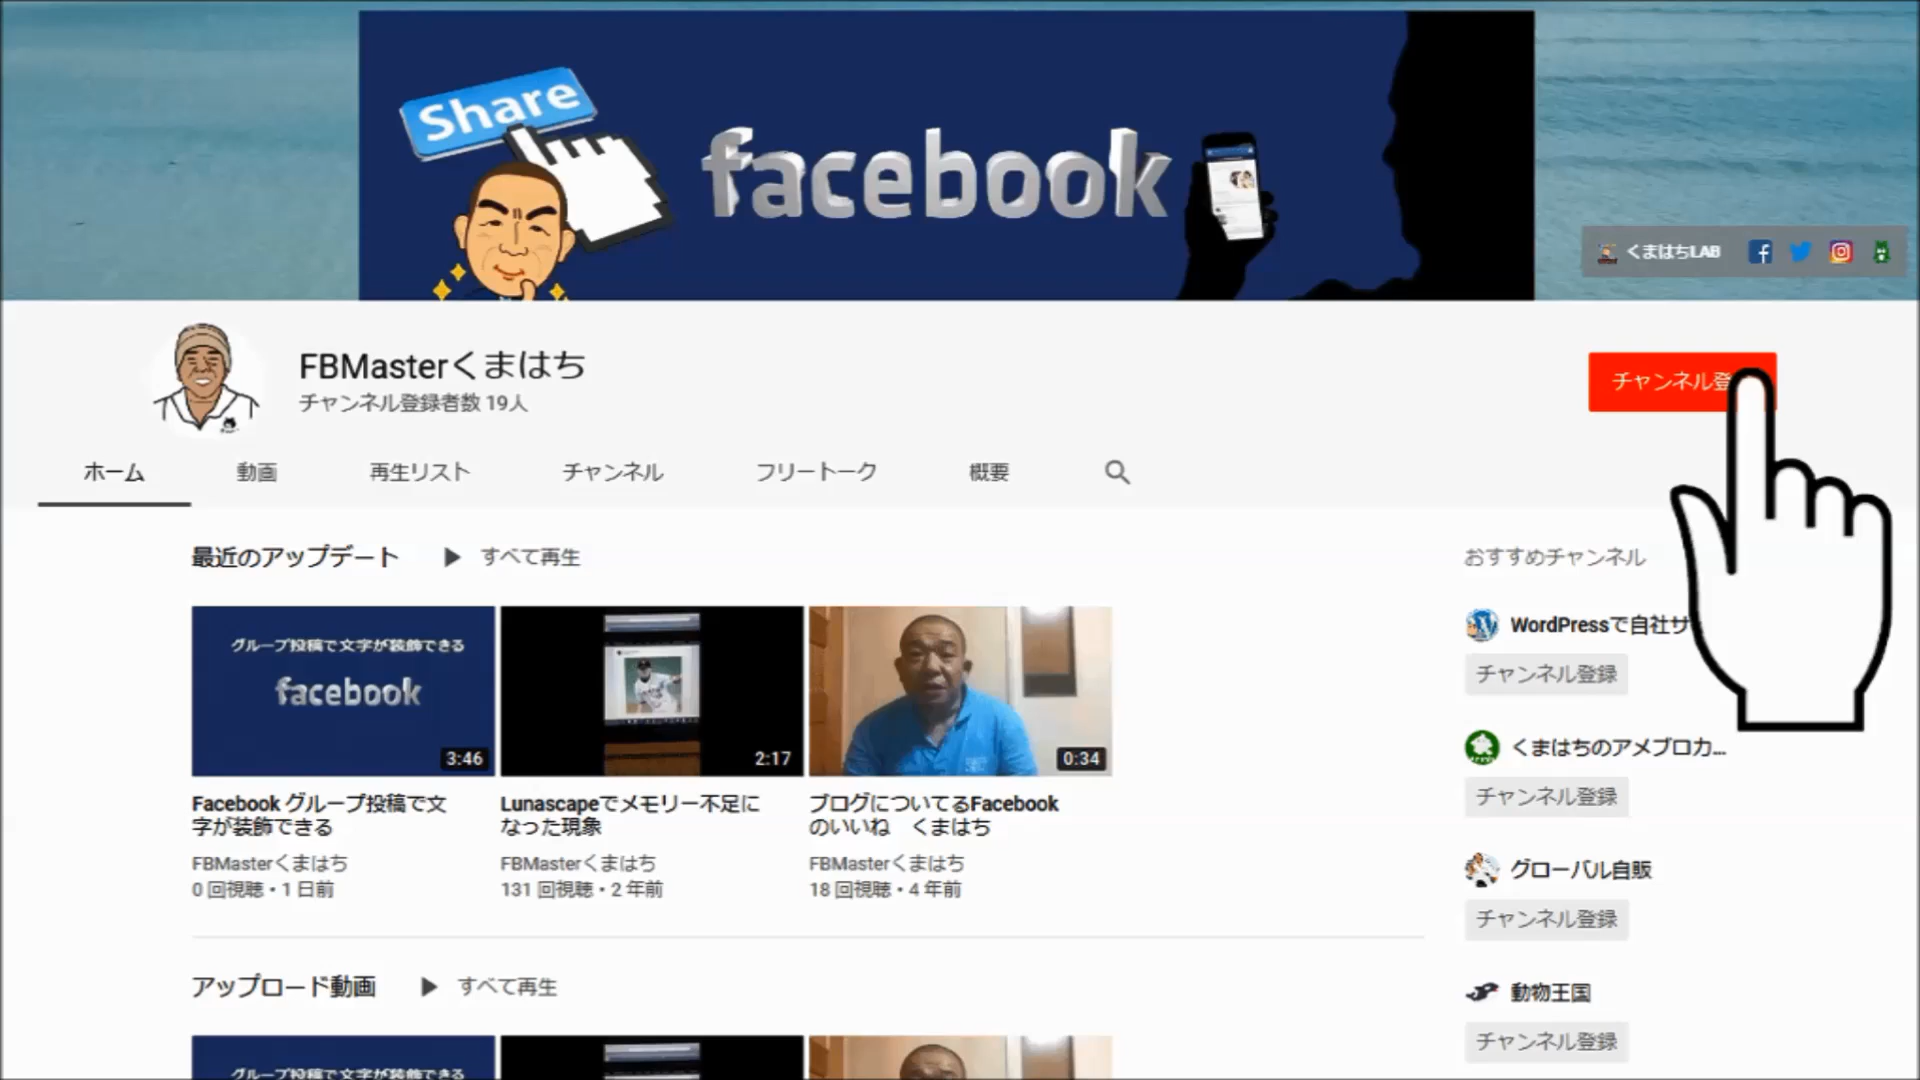 Share
facebook
くまはちLAB
FBMasterくまはち
チャンネル登録者数 19人
チャンネル登
ホーム
動画
再生リスト
チャンネル
フリートーク
概要
最近のアップデート
すべて再生
グループ投稿で文字が装飾できる
facebook
3:46
Facebook グループ投稿で文
字が装飾できる
FBMasterくまはち
0 回視聴・1 日前
2:17
Lunascapeでメモリー不足に
なった現象
FBMasterくまはち
131 回視聴・2 年前
0:34
ブログについてるFacebook
のいいね　くまはち
FBMasterくまはち
18 回視聴・4 年前
おすすめチャンネル
WordPressで自社サ
チャンネル登録
くまはちのアメブロカ...
チャンネル登録
グローバル自販
チャンネル登録
動物王国
チャンネル登録
アップロード動画
すべて再生
グループ投稿で文字が装飾できる